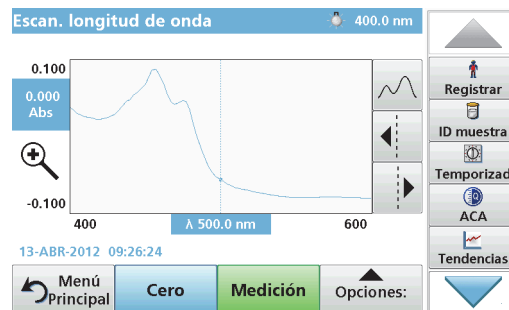 Escan. longitud de onda
400.0 nm
0.100
0.000
Abs
-0.100
400
λ 500.0 nm
600
13-ABR-2012 09:26:24
Menú
Principal
Cero
Medición
Opciones:
Registrar
ID muestra
Temporizad
ACA
Tendencias